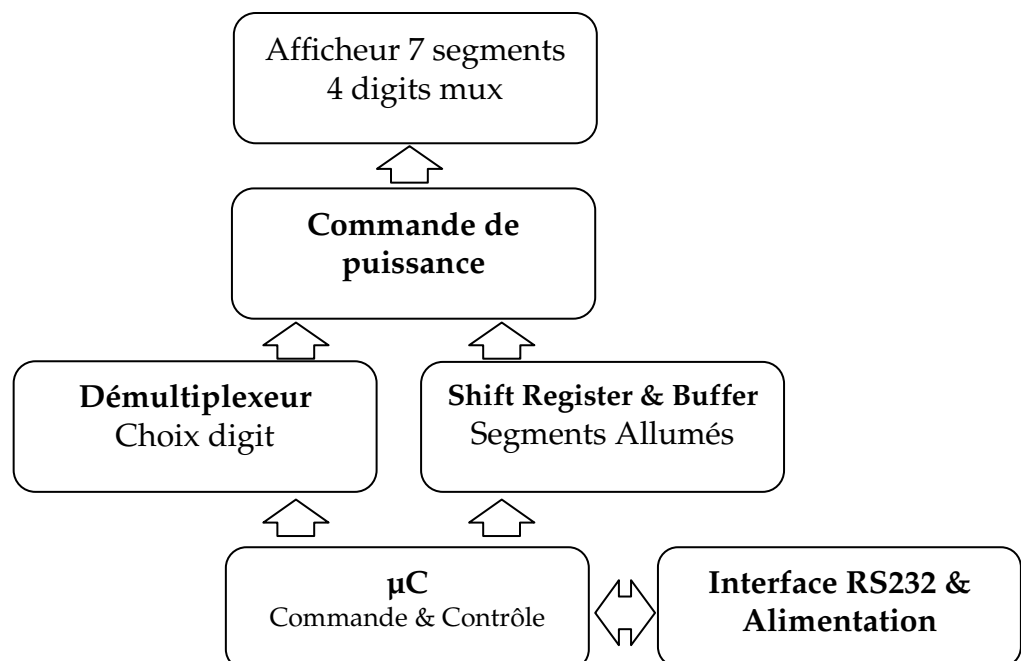 Afficheur 7 segments
4 digits mux
Commande de
puissance
Démultiplexeur
Choix digit
Shift Register & Buffer
Segments Allumés
µC
Commande & Contrôle
Interface RS232 &
Alimentation